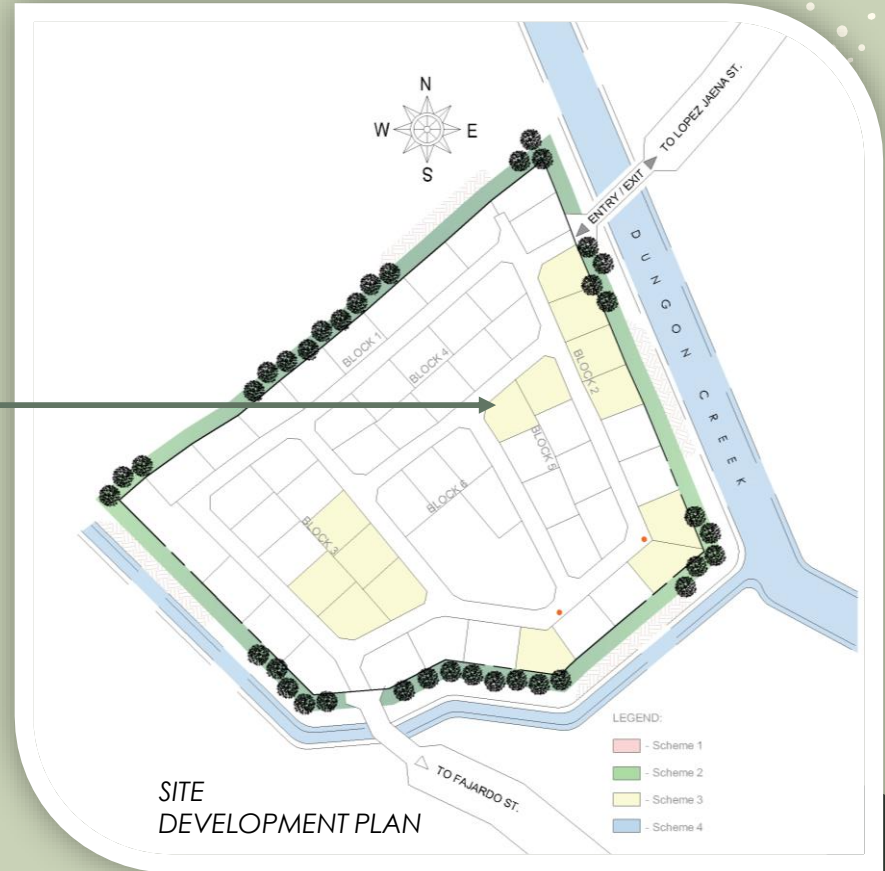 N
W E
S
TO LOPEZ JAENA ST.
ENTRY / EXIT
DUNGON CREEK
BLOCK 1
BLOCK 4
BLOCK 2
BLOCK 5
BLOCK 6
BLOCK 3
TO FAJARDO ST.
LEGEND:
- Scheme 1
- Scheme 2
- Scheme 3
- Scheme 4
SITE
DEVELOPMENT PLAN